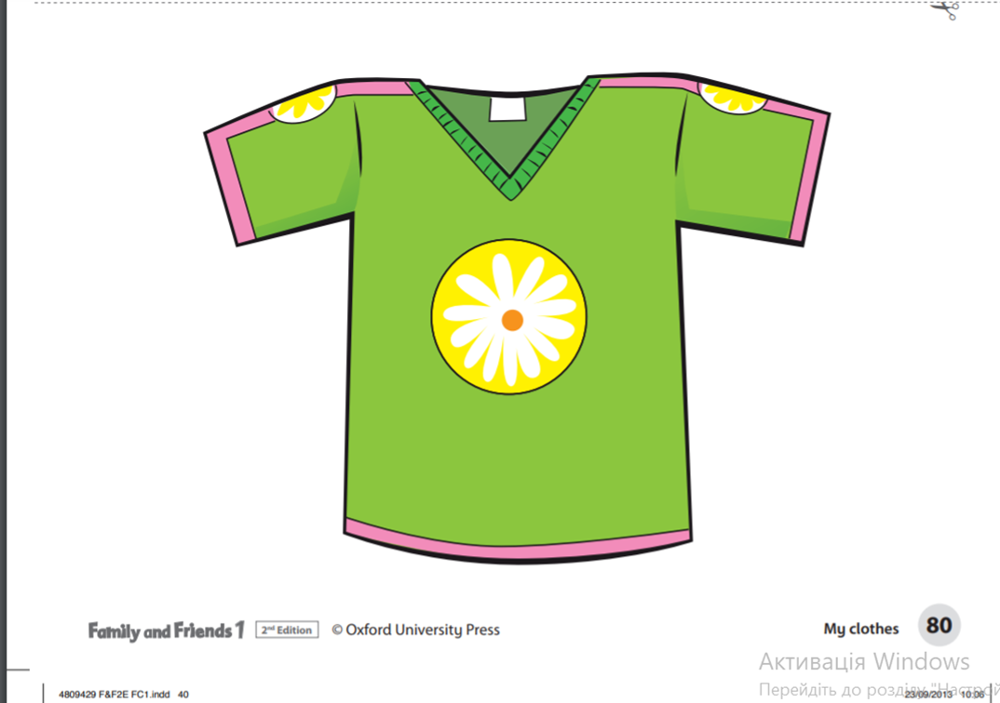 Family and Friends 1 2nd Edition © Oxford University Press
My clothes 80
Активація Windows
Перейдіть до розділу "Настрой
4809429 F&F2E FC1.indd 40
23/09/2013 10:06